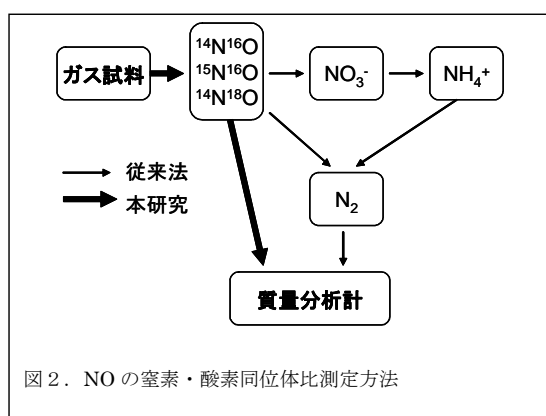 ガス試料
¹⁴N¹⁶O
¹⁵N¹⁶O
¹⁴N¹⁸O
NO₃⁻
NH₄⁺
従来法
本研究
N₂
質量分析計
図２．NO の窒素・酸素同位体比測定方法